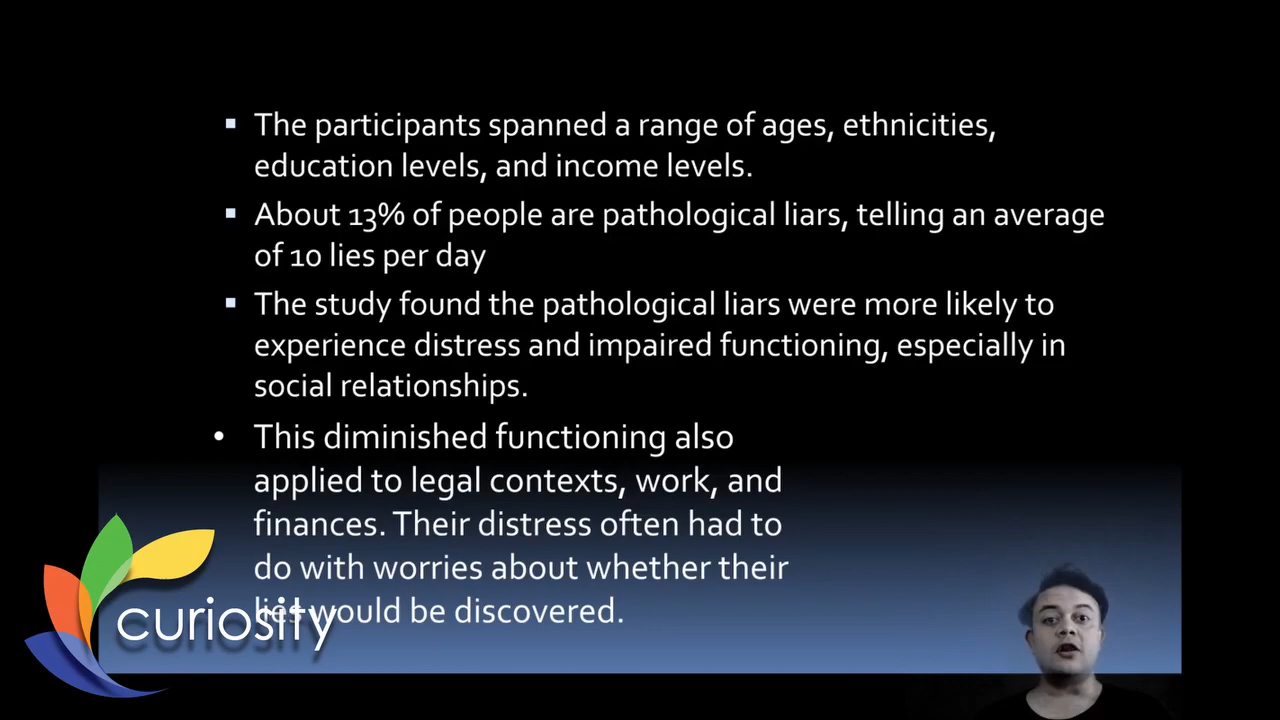 ▪ The participants spanned a range of ages, ethnicities,
education levels, and income levels.
▪ About 13% of people are pathological liars, telling an average
of 10 lies per day
▪ The study found the pathological liars were more likely to
experience distress and impaired functioning, especially in
social relationships.
• This diminished functioning also
applied to legal contexts, work, and
finances. Their distress often had to
do with worries about whether their
lies would be discovered.
curiosity